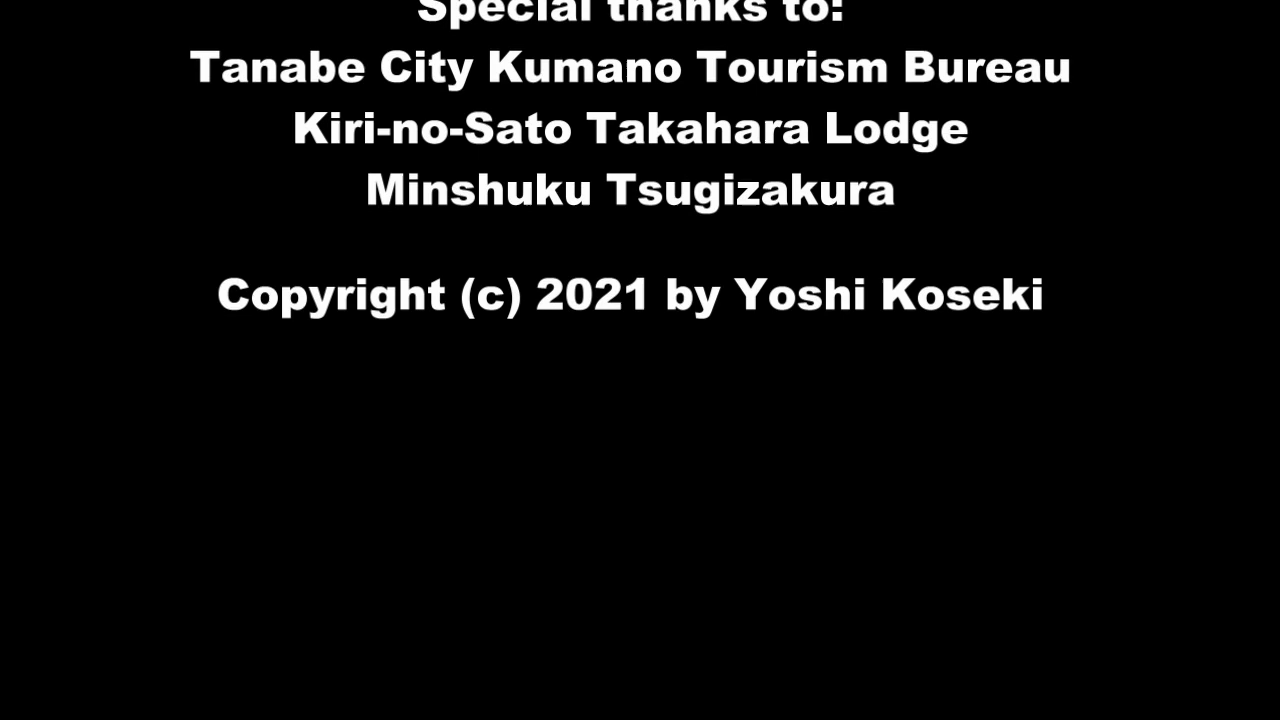 Special thanks to:
Tanabe City Kumano Tourism Bureau
Kiri-no-Sato Takahara Lodge
Minshuku Tsugizakura
Copyright (c) 2021 by Yoshi Koseki